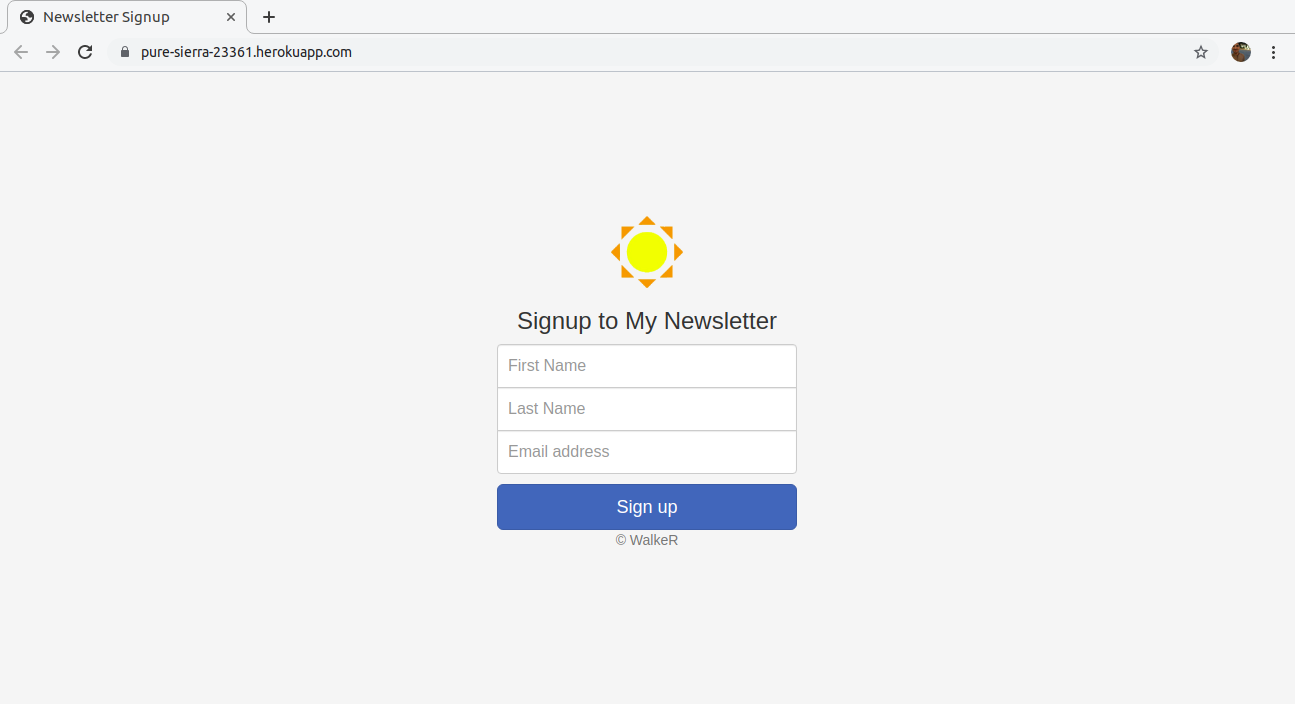 Newsletter Signup
pure-sierra-23361.herokuapp.com
Signup to My Newsletter
First Name
Last Name
Email address
Sign up
© WalkeR